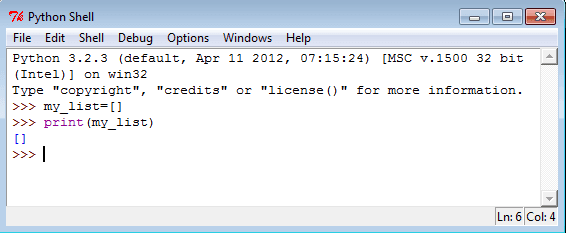 Python Shell
File Edit Shell Debug Options Windows Help
Python 3.2.3 (default, Apr 11 2012, 07:15:24) [MSC v.1500 32 bit
(Intel)] on win32
Type "copyright", "credits" or "license()" for more information.
>>> my_list=[]
>>> print(my_list)
[]
>>>
Ln: 6 Col: 4